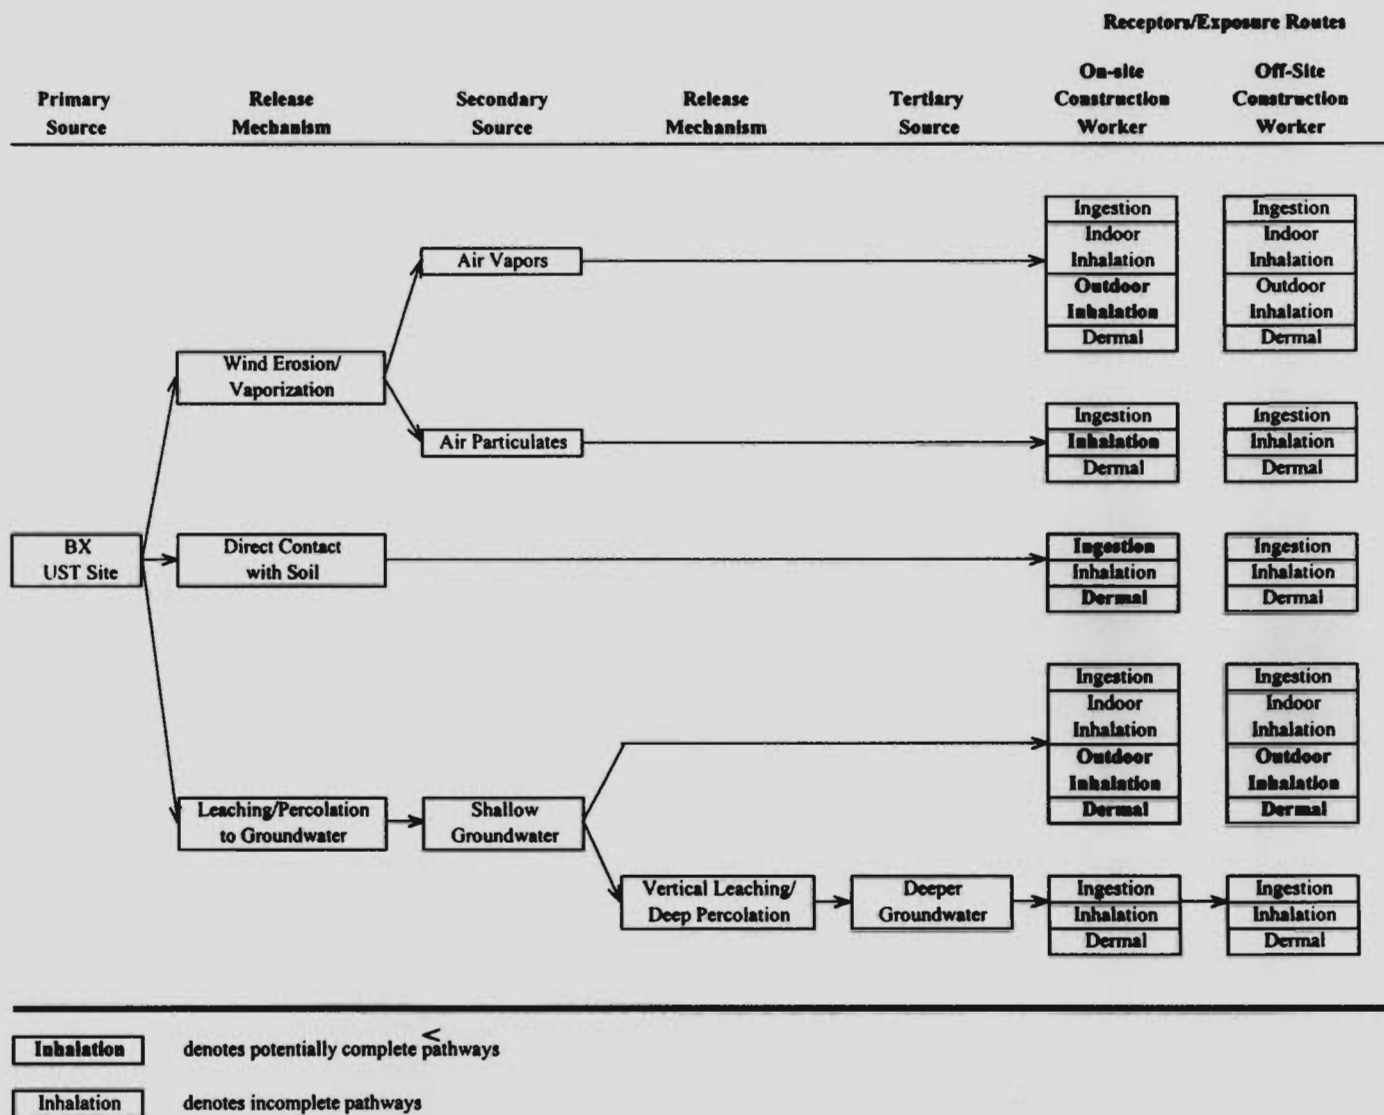 Receptors/Exposure Routes
Primary
Source
Release
Mechanism
Secondary
Source
Release
Mechanism
Tertiary
Source
On-site
Construction
Worker
Off-Site
Construction
Worker
Ingestion
Indoor
Inhalation
Outdoor
Inhalation
Dermal
Ingestion
Indoor
Inhalation
Outdoor
Inhalation
Dermal
Air Vapors
Wind Erosion/
Vaporization
Air Particulates
Ingestion
Inhalation
Dermal
Ingestion
Inhalation
Dermal
BX
UST Site
Direct Contact
with Soil
Ingestion
Inhalation
Dermal
Ingestion
Inhalation
Dermal
Ingestion
Indoor
Inhalation
Outdoor
Inhalation
Dermal
Ingestion
Indoor
Inhalation
Outdoor
Inhalation
Dermal
Leaching/Percolation
to Groundwater
Shallow
Groundwater
Vertical Leaching/
Deep Percolation
Deeper
Groundwater
Ingestion
Inhalation
Dermal
Ingestion
Inhalation
Dermal
Inhalation denotes potentially complete pathways
Inhalation denotes incomplete pathways